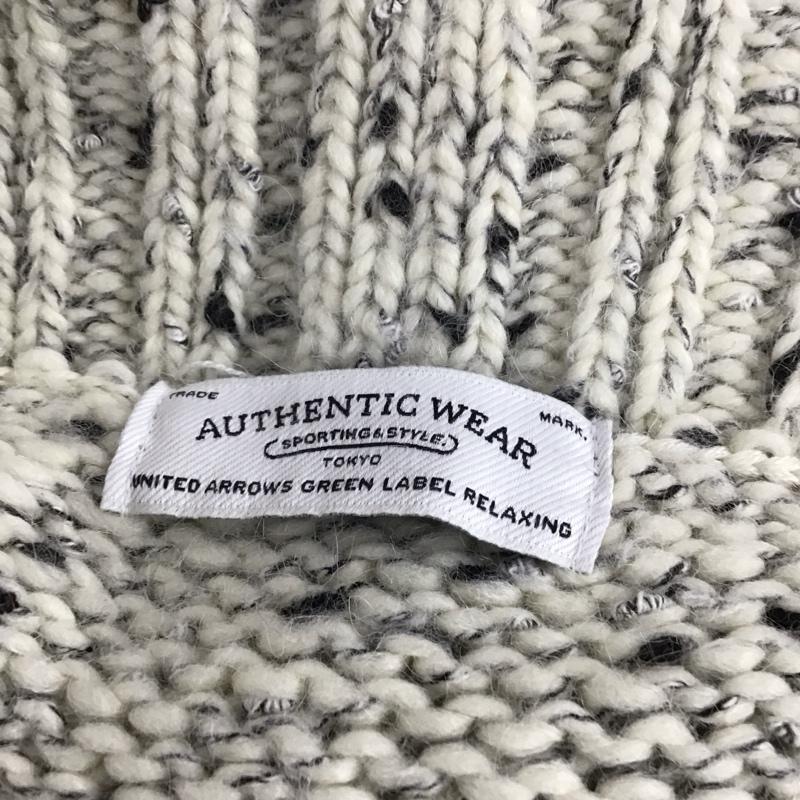 TRADE MARK.
AUTHENTIC WEAR
SPORTING & STYLE.
TOKYO
UNITED ARROWS GREEN LABEL RELAXING